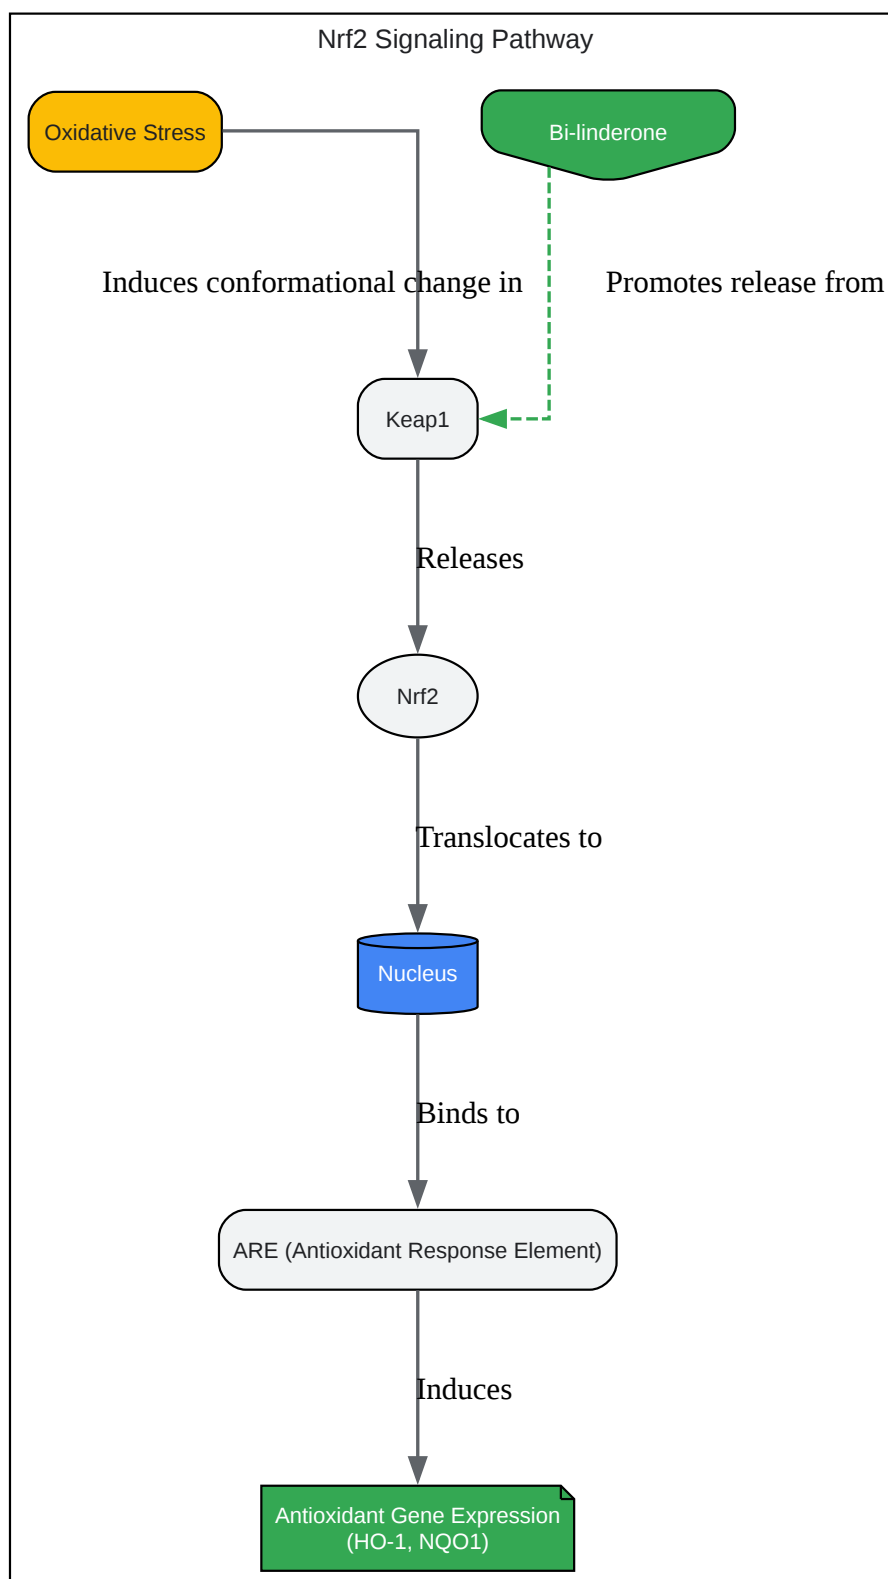 Nrf2 Signaling Pathway
Oxidative Stress
Bi-linderone
Induces conformational change in
Promotes release from
Keap1
Releases
Nrf2
Translocates to
Nucleus
Binds to
ARE (Antioxidant Response Element)
Induces
Antioxidant Gene Expression
(HO-1, NQO1)